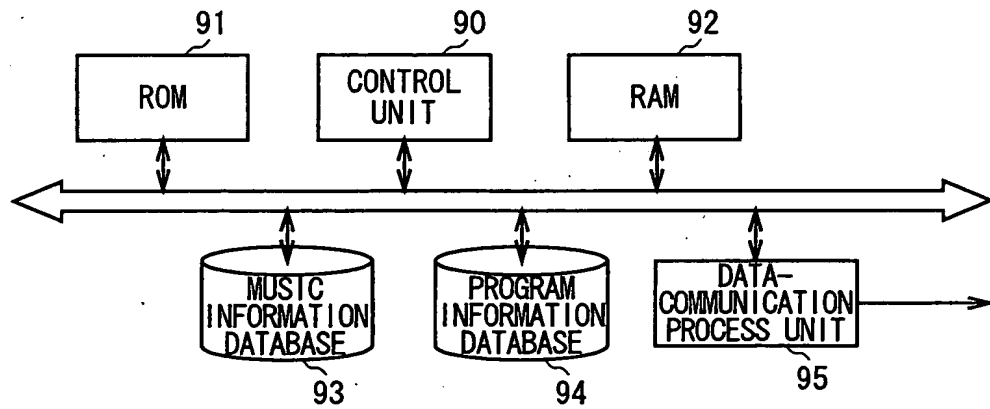 91
90
92
ROM
CONTROL
UNIT
RAM
MUSIC
INFORMATION
DATABASE
PROGRAM
INFORMATION
DATABASE
DATA-
COMMUNICATION
PROCESS UNIT
93
94
95